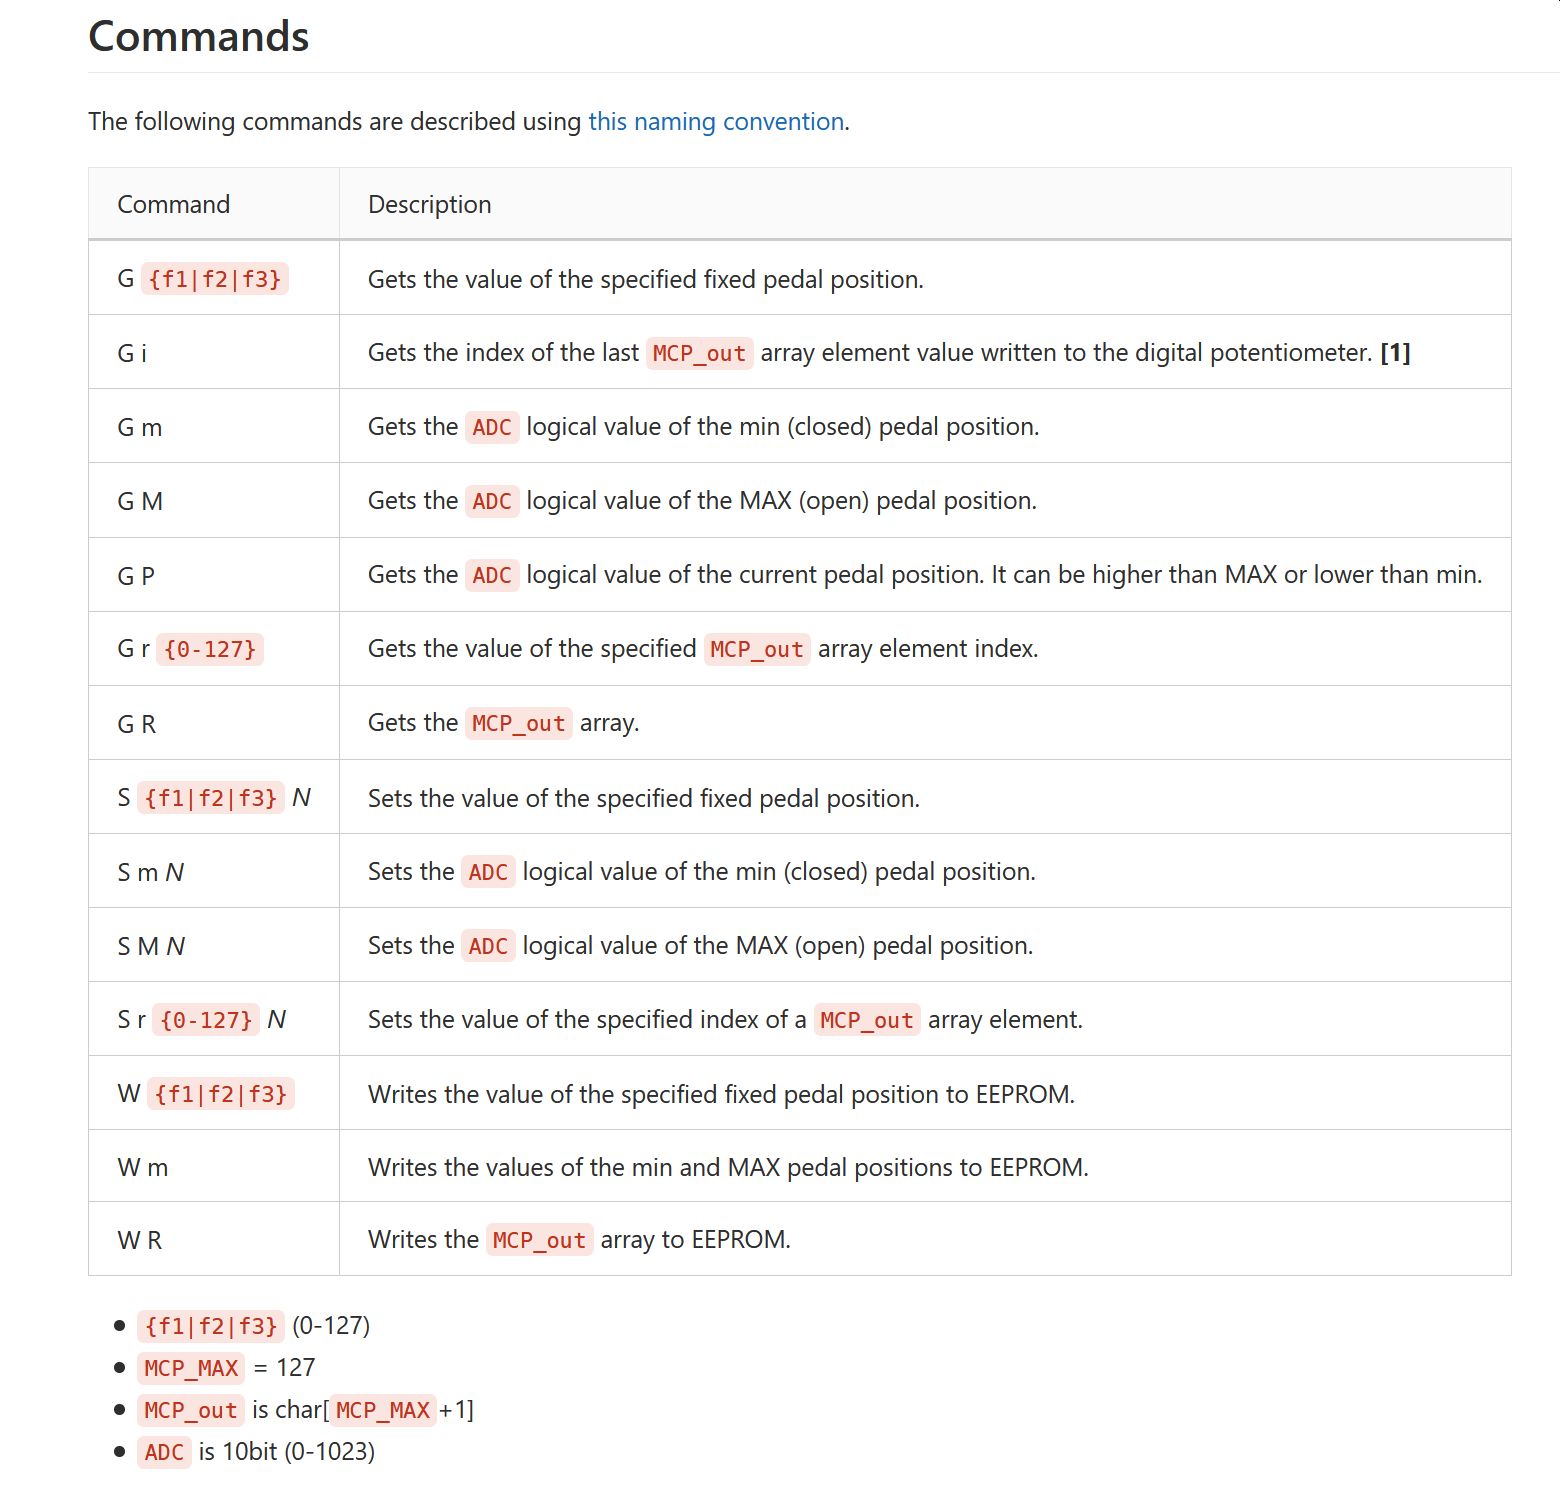 Commands
The following commands are described using this naming convention.
Command Description
G {f1|f2|f3} Gets the value of the specified fixed pedal position.
G i Gets the index of the last MCP_out array element value written to the digital potentiometer. [1]
G m Gets the ADC logical value of the min (closed) pedal position.
G M Gets the ADC logical value of the MAX (open) pedal position.
G P Gets the ADC logical value of the current pedal position. It can be higher than MAX or lower than min.
G r {0-127} Gets the value of the specified MCP_out array element index.
G R Gets the MCP_out array.
S {f1|f2|f3} N Sets the value of the specified fixed pedal position.
S m N Sets the ADC logical value of the min (closed) pedal position.
S M N Sets the ADC logical value of the MAX (open) pedal position.
S r {0-127} N Sets the value of the specified index of a MCP_out array element.
W {f1|f2|f3} Writes the value of the specified fixed pedal position to EEPROM.
W m Writes the values of the min and MAX pedal positions to EEPROM.
W R Writes the MCP_out array to EEPROM.
• {f1|f2|f3} (0-127)
• MCP_MAX = 127
• MCP_out is char[MCP_MAX+1]
• ADC is 10bit (0-1023)